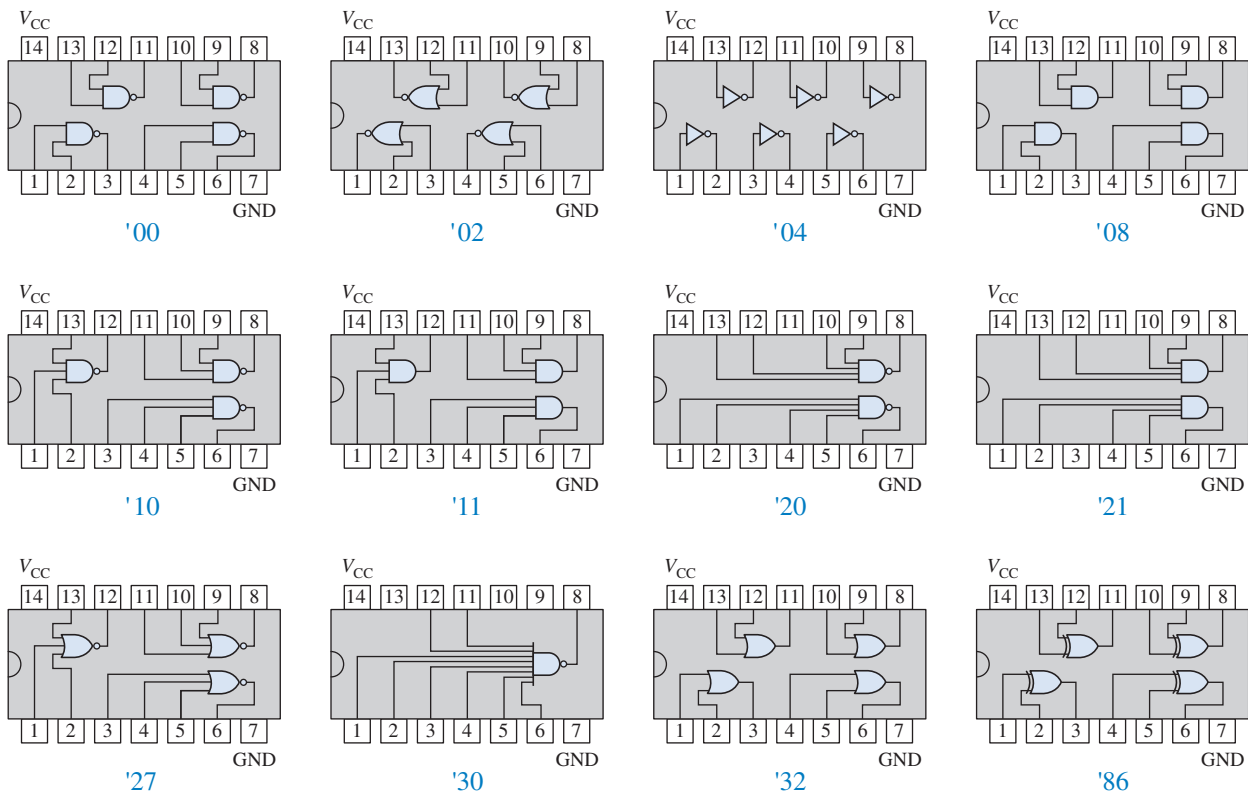 VCC VCC VCC VCC
14 13 12 11 10 9 8 14 13 12 11 10 9 8 14 13 12 11 10 9 8 14 13 12 11 10 9 8
1 2 3 4 5 6 7 1 2 3 4 5 6 7 1 2 3 4 5 6 7 1 2 3 4 5 6 7
GND GND GND GND
'00 '02 '04 '08
VCC VCC VCC VCC
14 13 12 11 10 9 8 14 13 12 11 10 9 8 14 13 12 11 10 9 8 14 13 12 11 10 9 8
1 2 3 4 5 6 7 1 2 3 4 5 6 7 1 2 3 4 5 6 7 1 2 3 4 5 6 7
GND GND GND GND
'10 '11 '20 '21
VCC VCC VCC VCC
14 13 12 11 10 9 8 14 13 12 11 10 9 8 14 13 12 11 10 9 8 14 13 12 11 10 9 8
1 2 3 4 5 6 7 1 2 3 4 5 6 7 1 2 3 4 5 6 7 1 2 3 4 5 6 7
GND GND GND GND
'27 '30 '32 '86